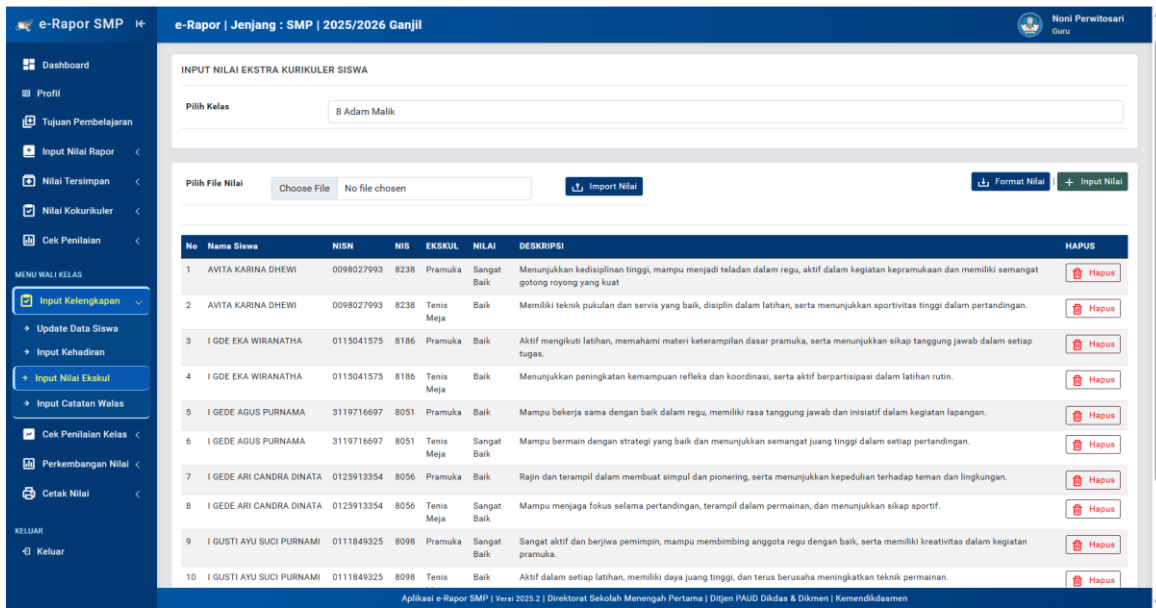 e-Rapor SMP
e-Rapor | Jenjang : SMP | 2025/2026 Ganjil
Noni Perwitosari
Guru
Dashboard
Profil
Tujuan Pembelajaran
Input Nilai Rapor
Nilai Tersimpan
Nilai Kokurikuler
Cek Penilaian
MENU WALI KELAS
Input Kelengkapan
Update Data Siswa
Input Kehadiran
Input Nilai Ekskul
Input Catatan Walas
Cek Penilaian Kelas
Perkembangan Nilai
Cetak Nilai
KELUAR
Keluar
INPUT NILAI EKSTRA KURIKULER SISWA
Pilih Kelas
8 Adam Malik
Pilih File Nilai
Choose File No file chosen
Import Nilai
Format Nilai | + Input Nilai
No Nama Siswa NISN NIS EKSKUL NILAI DESKRIPSI HAPUS
1 AVITA KARINA DHEWI 0098027993 8238 Pramuka Sangat Baik Menunjukkan kedisiplinan tinggi, mampu menjadi teladan dalam regu, aktif dalam kegiatan kepramukaan dan memiliki semangat gotong royong yang kuat Hapus
2 AVITA KARINA DHEWI 0098027993 8238 Tenis Meja Baik Memiliki teknik pukulan dan servis yang baik, disiplin dalam latihan, serta menunjukkan sportivitas tinggi dalam pertandingan. Hapus
3 I GDE EKA WIRANATHA 0115041575 8186 Pramuka Baik Aktif mengikuti latihan, memahami materi keterampilan dasar pramuka, serta menunjukkan sikap tanggung jawab dalam setiap tugas. Hapus
4 I GDE EKA WIRANATHA 0115041575 8186 Tenis Meja Baik Menunjukkan peningkatan kemampuan refleks dan koordinasi, serta aktif berpartisipasi dalam latihan rutin. Hapus
5 I GEDE AGUS PURNAMA 3119716697 8051 Pramuka Baik Mampu bekerja sama dengan baik dalam regu, memiliki rasa tanggung jawab dan inisiatif dalam kegiatan lapangan. Hapus
6 I GEDE AGUS PURNAMA 3119716697 8051 Tenis Meja Sangat Baik Mampu bermain dengan strategi yang baik dan menunjukkan semangat juang tinggi dalam setiap pertandingan. Hapus
7 I GEDE ARI CANDRA DINATA 0125913354 8056 Pramuka Baik Rajin dan terampil dalam membuat simpul dan pionering, serta menunjukkan kepedulian terhadap teman dan lingkungan. Hapus
8 I GEDE ARI CANDRA DINATA 0125913354 8056 Tenis Meja Sangat Baik Mampu menjaga fokus selama pertandingan, terampil dalam permainan, dan menunjukkan sikap sportif. Hapus
9 I GUSTI AYU SUCI PURNAMI 0111849325 8098 Pramuka Sangat Baik Sangat aktif dan berjiwa pemimpin, mampu membimbing anggota regu dengan baik, serta memiliki kreativitas dalam kegiatan pramuka. Hapus
10 I GUSTI AYU SUCI PURNAMI 0111849325 8098 Tenis Baik Aktif dalam setiap latihan, memiliki daya juang tinggi, dan terus berusaha meningkatkan teknik permainan. Hapus
Aplikasi e-Rapor SMP | Versi 2025.2 | Direktorat Sekolah Menengah Pertama | Ditjen PAUD Dikdas & Dikmen | Kemendikdasmen